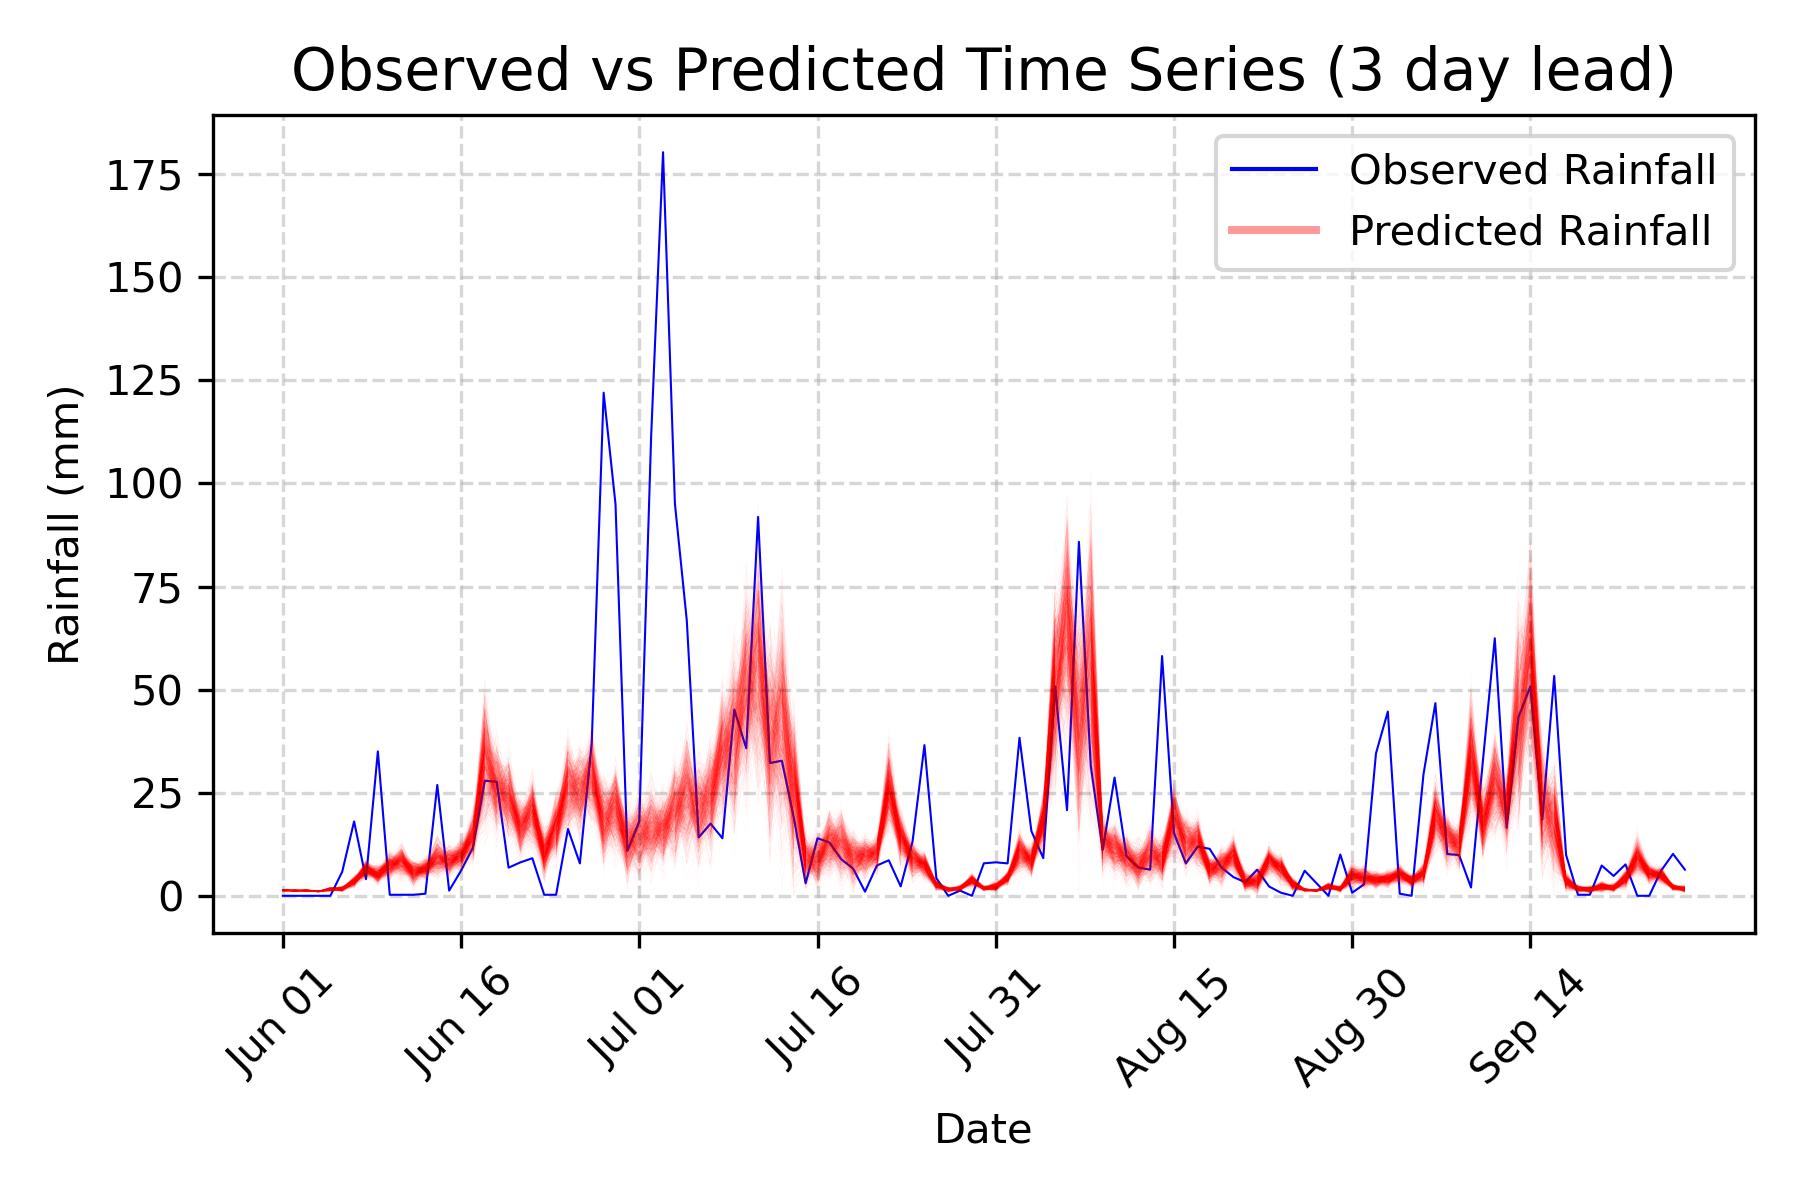 Observed vs Predicted Time Series (3 day lead)
Observed Rainfall
Predicted Rainfall
175
150
125
100
75
50
25
0
Rainfall (mm)
Jun 01
Jun 16
Jul 01
Jul 16
Jul 31
Aug 15
Aug 30
Sep 14
Date